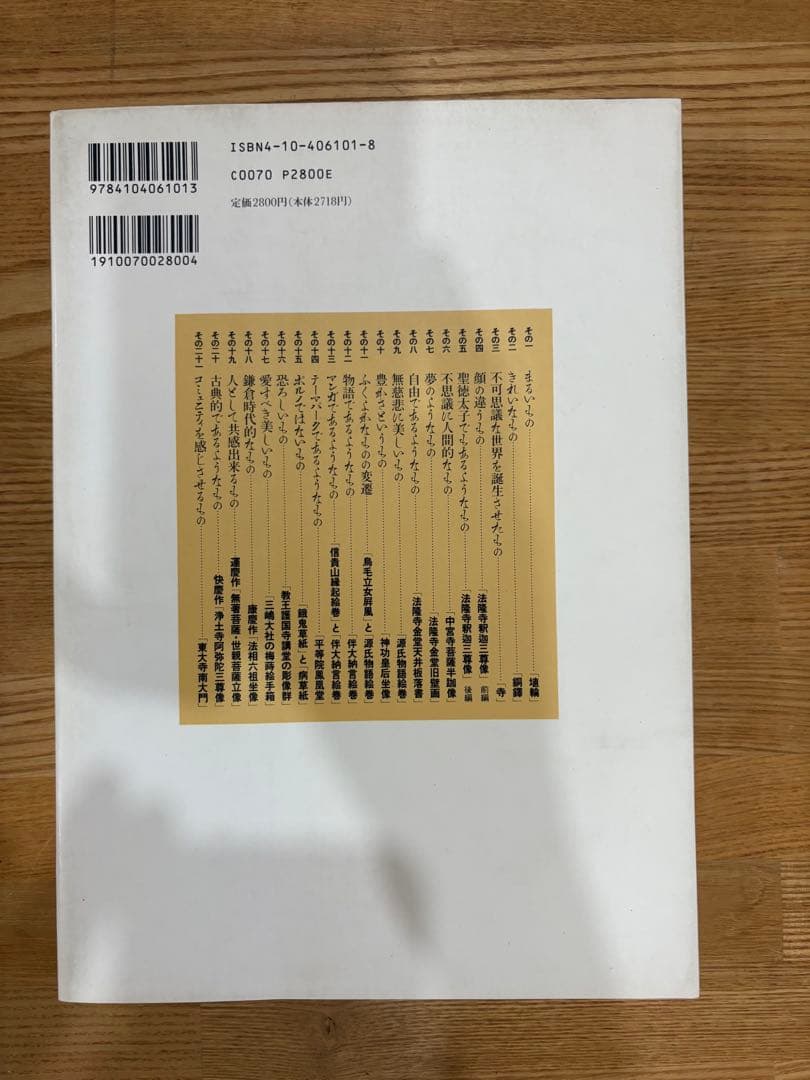 ISBN4-10-406101-8
C0070 P2800E
定価2800円(本体2718円)
9784104061013
1910070028004
その一 まるいもの 「埴輪」
その二 きれいなもの 「銅鐸」
その三 不可思議な世界を誕生させたもの 「寺」
その四 顔の違うもの 「法隆寺釈迦三尊像」前編
その五 聖徳太子でもあるようなもの 「法隆寺釈迦三尊像」後編
その六 不思議に人間的なもの 「中宮寺菩薩半跏像」
その七 夢のようなもの 「法隆寺金堂旧壁画」
その八 自由であるようなもの 「法隆寺金堂天井板落書」
その九 無慈悲に美しいもの 「源氏物語絵巻」
その十 豊かさというもの 「神功皇后坐像」
その十一 ふくよかなものの変遷 「鳥毛立女屏風」と「源氏物語絵巻」
その十二 物語であるようなもの 「伴大納言絵巻」
その十三 マンガであるようなもの 「信貴山縁起絵巻」と「伴大納言絵巻」
その十四 テーマパークであるようなもの 「平等院鳳凰堂」
その十五 ポルノではないもの 「餓鬼草紙」と「病草紙」
その十六 恐ろしいもの 「教王護国寺講堂の彫像群」
その十七 愛すべき美しいもの 「三嶋大社の梅蒔絵手箱」
その十八 鎌倉時代的なもの 康慶作「法相六祖坐像」
その十九 人として共感出来るもの 運慶作「無著菩薩・世親菩薩立像」
その二十 古典的であるようなもの 快慶作「浄土寺阿弥陀三尊像」
その二十一 コミュニティを感じさせるもの 「東大寺南大門」